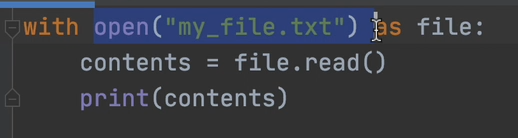 with open("my_file.txt") as file:
    contents = file.read()
    print(contents)